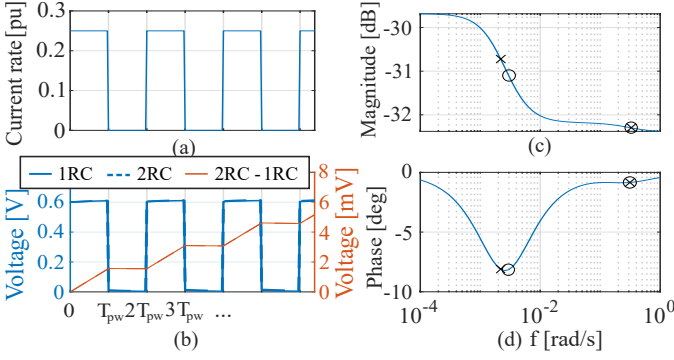 0.3
0.2
0.1
0
Current rate[pu]
(a)
1RC
2RC
2RC -1RC
0.6
0.4
0.2
0
Voltage [V]
8
6
4
2
0
Voltage [mV]
0
Tpw
2Tpw
3Tpw
...
(b)
-30
-31
-32
Magnitude [dB]
(c)
0
-5
-10
Phase [deg]
10-4
10-2
100
(d) f [rad/s]